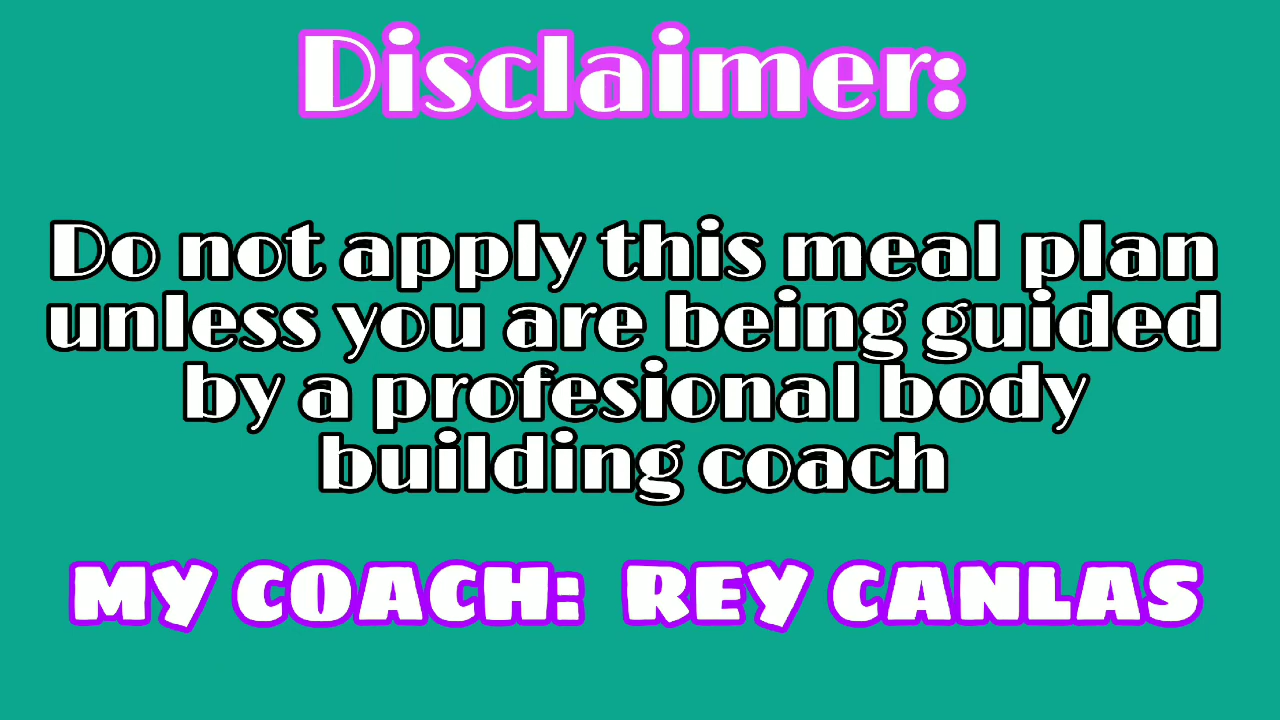 Disclaimer:
Do not apply this meal plan
unless you are being guided
by a profesional body
building coach
MY COACH: REY CANLAS